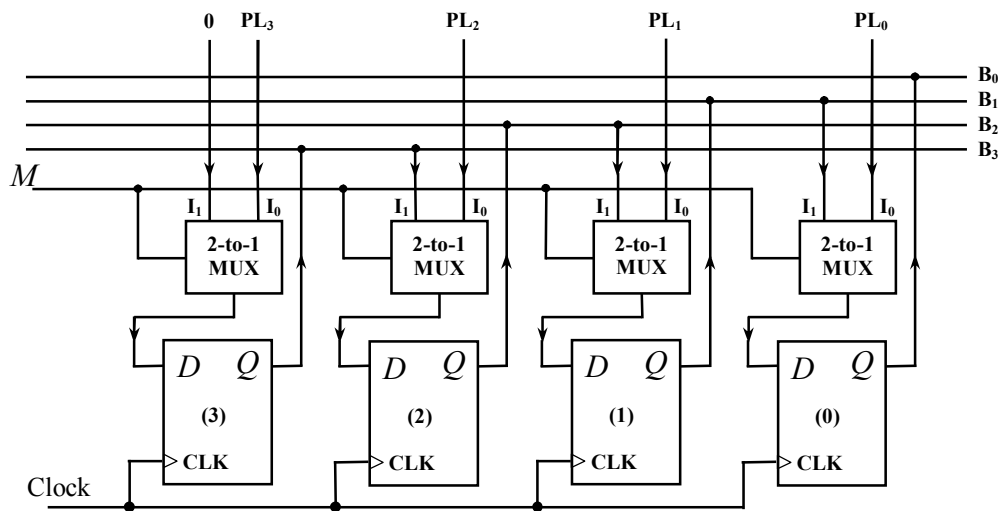 0 PL₃ PL₂ PL₁ PL₀
B₀
B₁
B₂
B₃
M
I₁ I₀ I₁ I₀ I₁ I₀ I₁ I₀
2-to-1 2-to-1 2-to-1 2-to-1
MUX MUX MUX MUX
D Q D Q D Q D Q
(3) (2) (1) (0)
CLK CLK CLK CLK
Clock